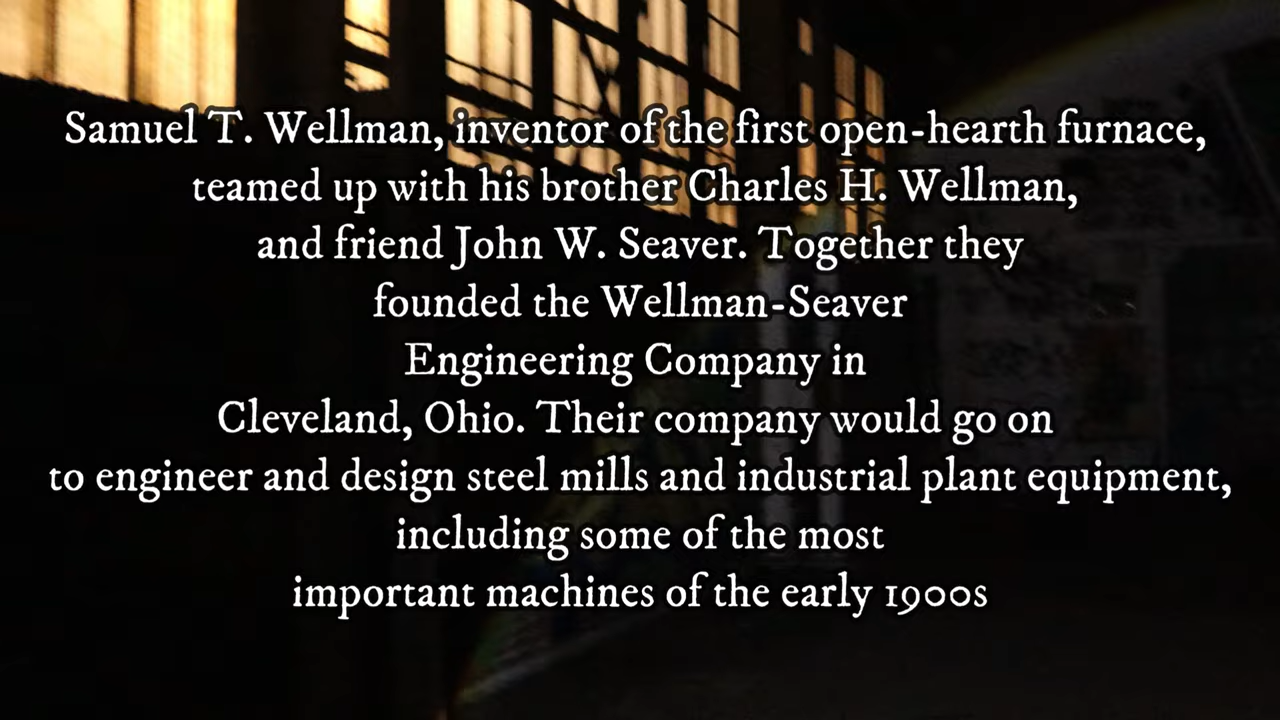 Samuel T. Wellman, inventor of the first open-hearth furnace,
teamed up with his brother Charles H. Wellman,
and friend John W. Seaver. Together they
founded the Wellman-Seaver
Engineering Company in
Cleveland, Ohio. Their company would go on
to engineer and design steel mills and industrial plant equipment,
including some of the most
important machines of the early 1900s